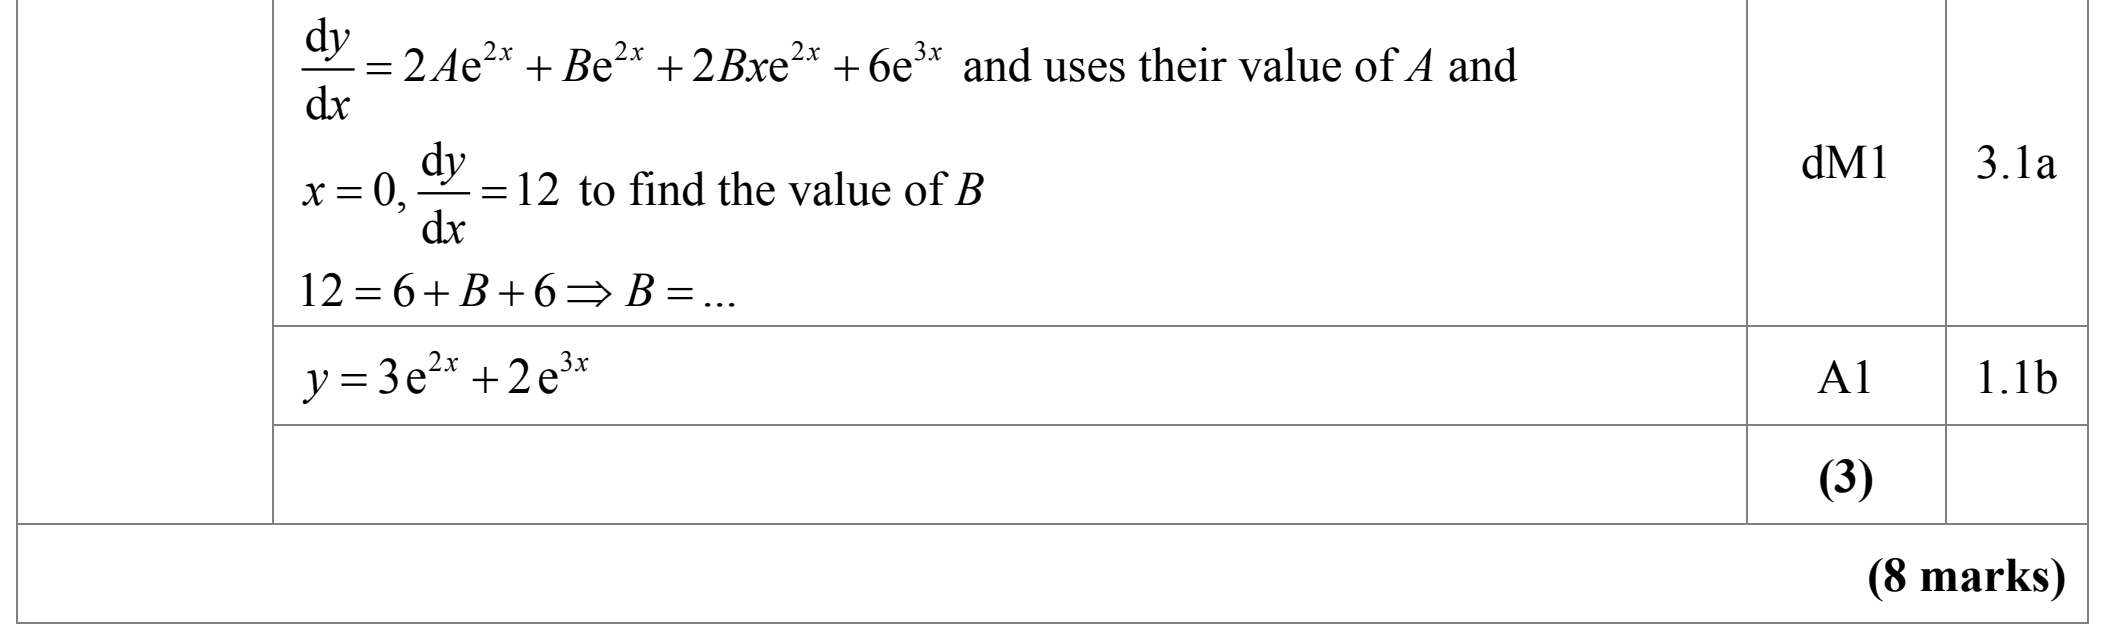 dy/dx = 2Ae^{2x} + Be^{2x} + 2Bxe^{2x} + 6e^{3x} and uses their value of A and
x = 0, dy/dx = 12 to find the value of B
12 = 6 + B + 6 ⇒ B = ...
dM1
3.1a
y = 3e^{2x} + 2e^{3x}
A1
1.1b
(3)
(8 marks)